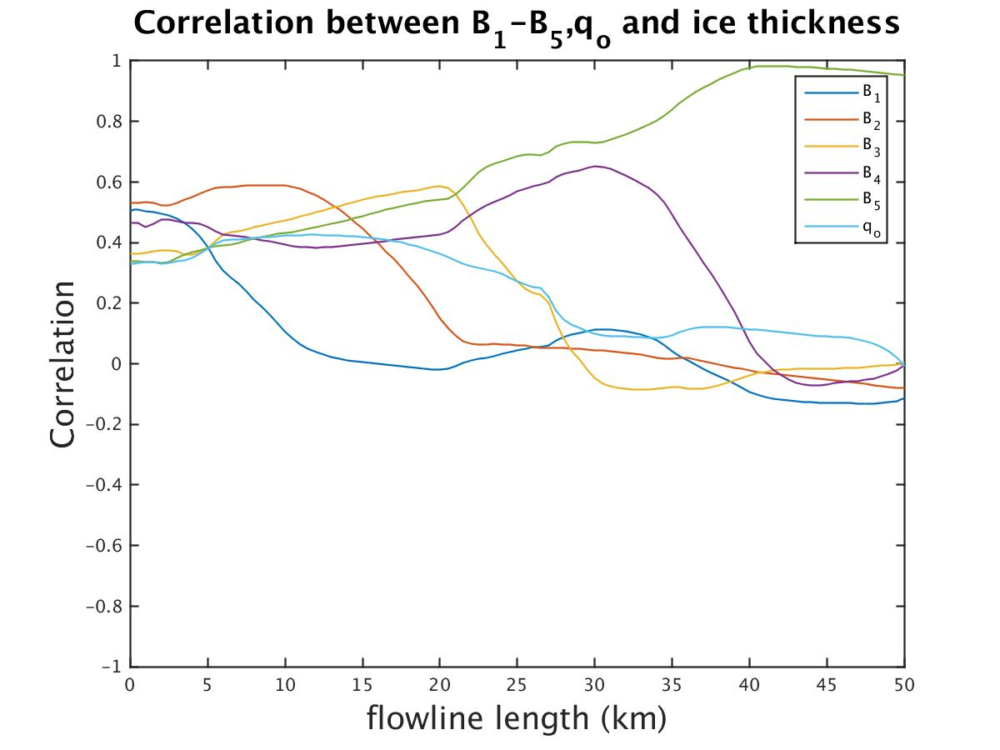 Correlation between B₁-B₅,qₒ and ice thickness
1
0.8
0.6
0.4
0.2
0
-0.2
-0.4
-0.6
-0.8
-1
Correlation
B₁
B₂
B₃
B₄
B₅
qₒ
0 5 10 15 20 25 30 35 40 45 50
flowline length (km)